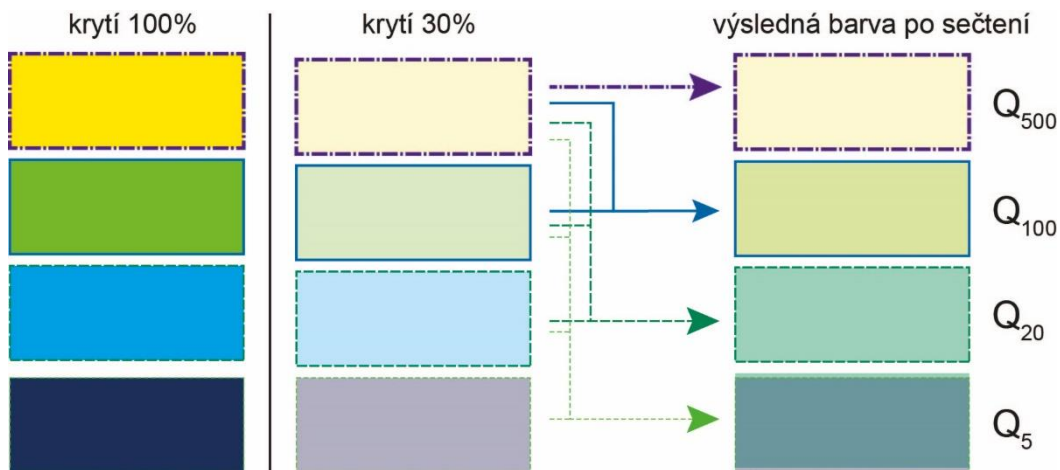 krytí 100%
krytí 30%
výsledná barva po sečtení
Q500
Q100
Q20
Q5